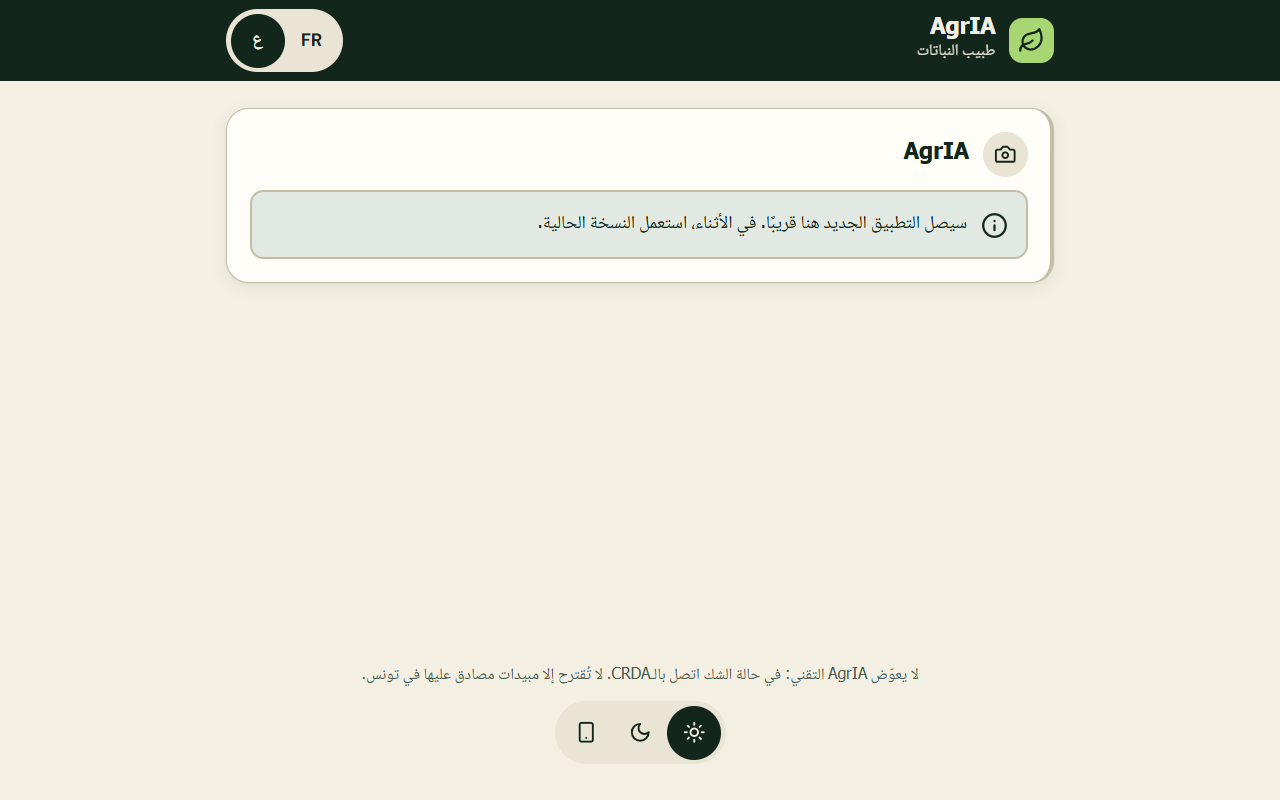 AgrIA
طبيب النباتات
FR
ع
AgrIA
سيصل التطبيق الجديد هنا قريبًا. في الأثناء، استعمل النسخة الحالية.
لا يعوّض AgrIA التقني: في حالة الشك اتصل بالـCRDA. لا تُقترح إلا مبيدات مصادق عليها في تونس.